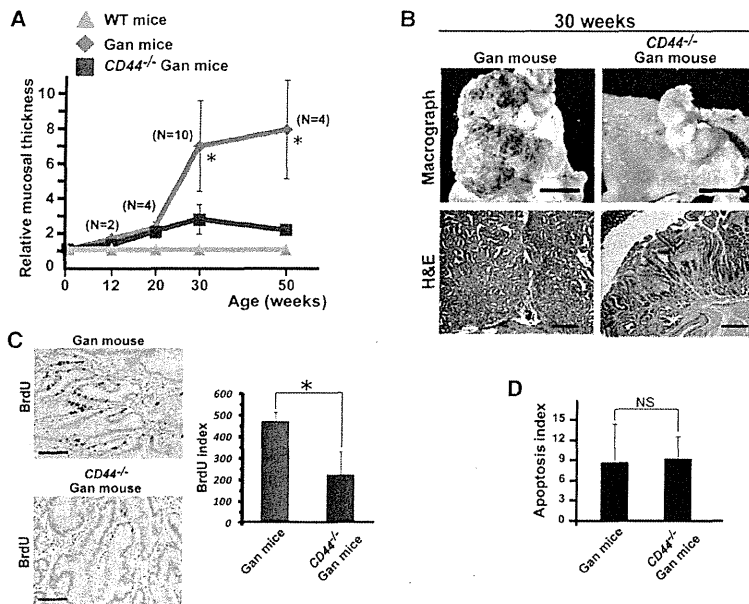 A
WT mice
Gan mice
CD44-/- Gan mice
Relative mucosal thickness
10
8
6
4
2
1
0
(N=2)
(N=4)
(N=10)
*
(N=4)
*
0
12
20
30
50
Age (weeks)
B
30 weeks
Gan mouse
CD44-/-
Gan mouse
Macrograph
H&E
C
Gan mouse
BrdU
CD44-/-
Gan mouse
BrdU
BrdU index
600
500
400
300
200
100
0
*
Gan mice
CD44-/-
Gan mice
D
Apoptosis index
15
12
9
6
3
0
NS
Gan mice
CD44-/-
Gan mice